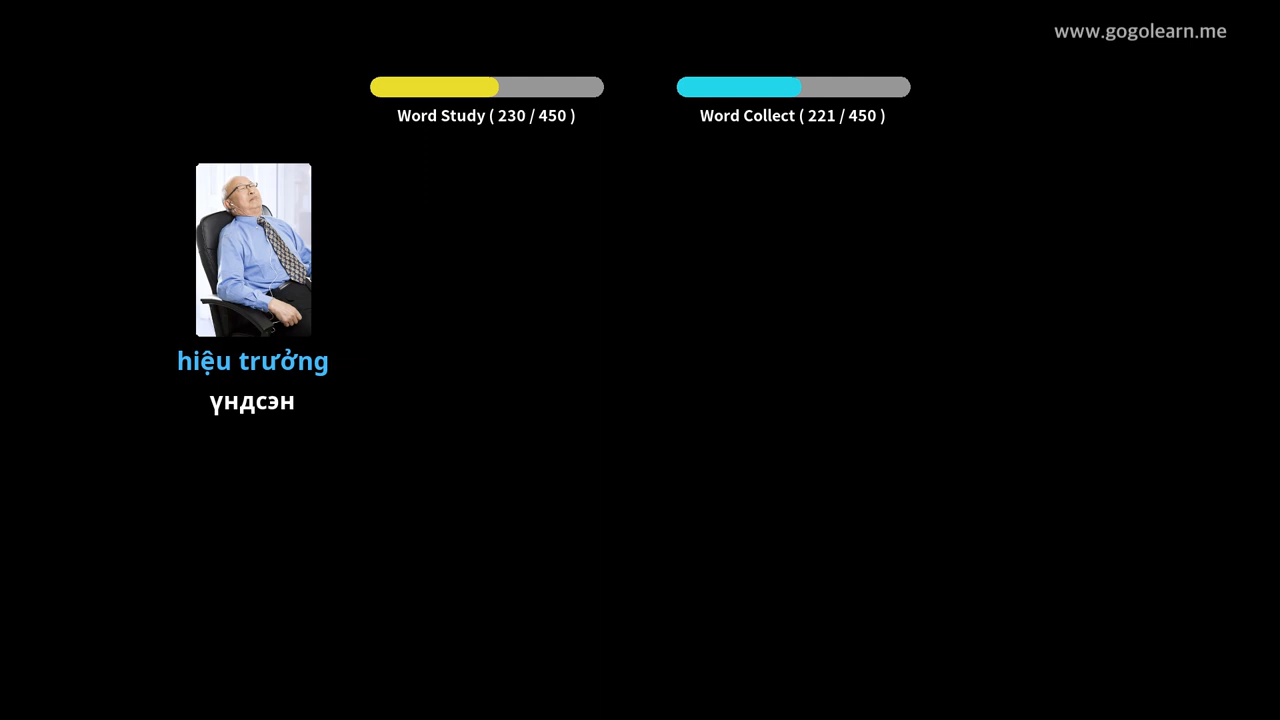 www.gogolearn.me
Word Study ( 230 / 450 )
Word Collect ( 221 / 450 )
hiệu trưởng
үндсэн